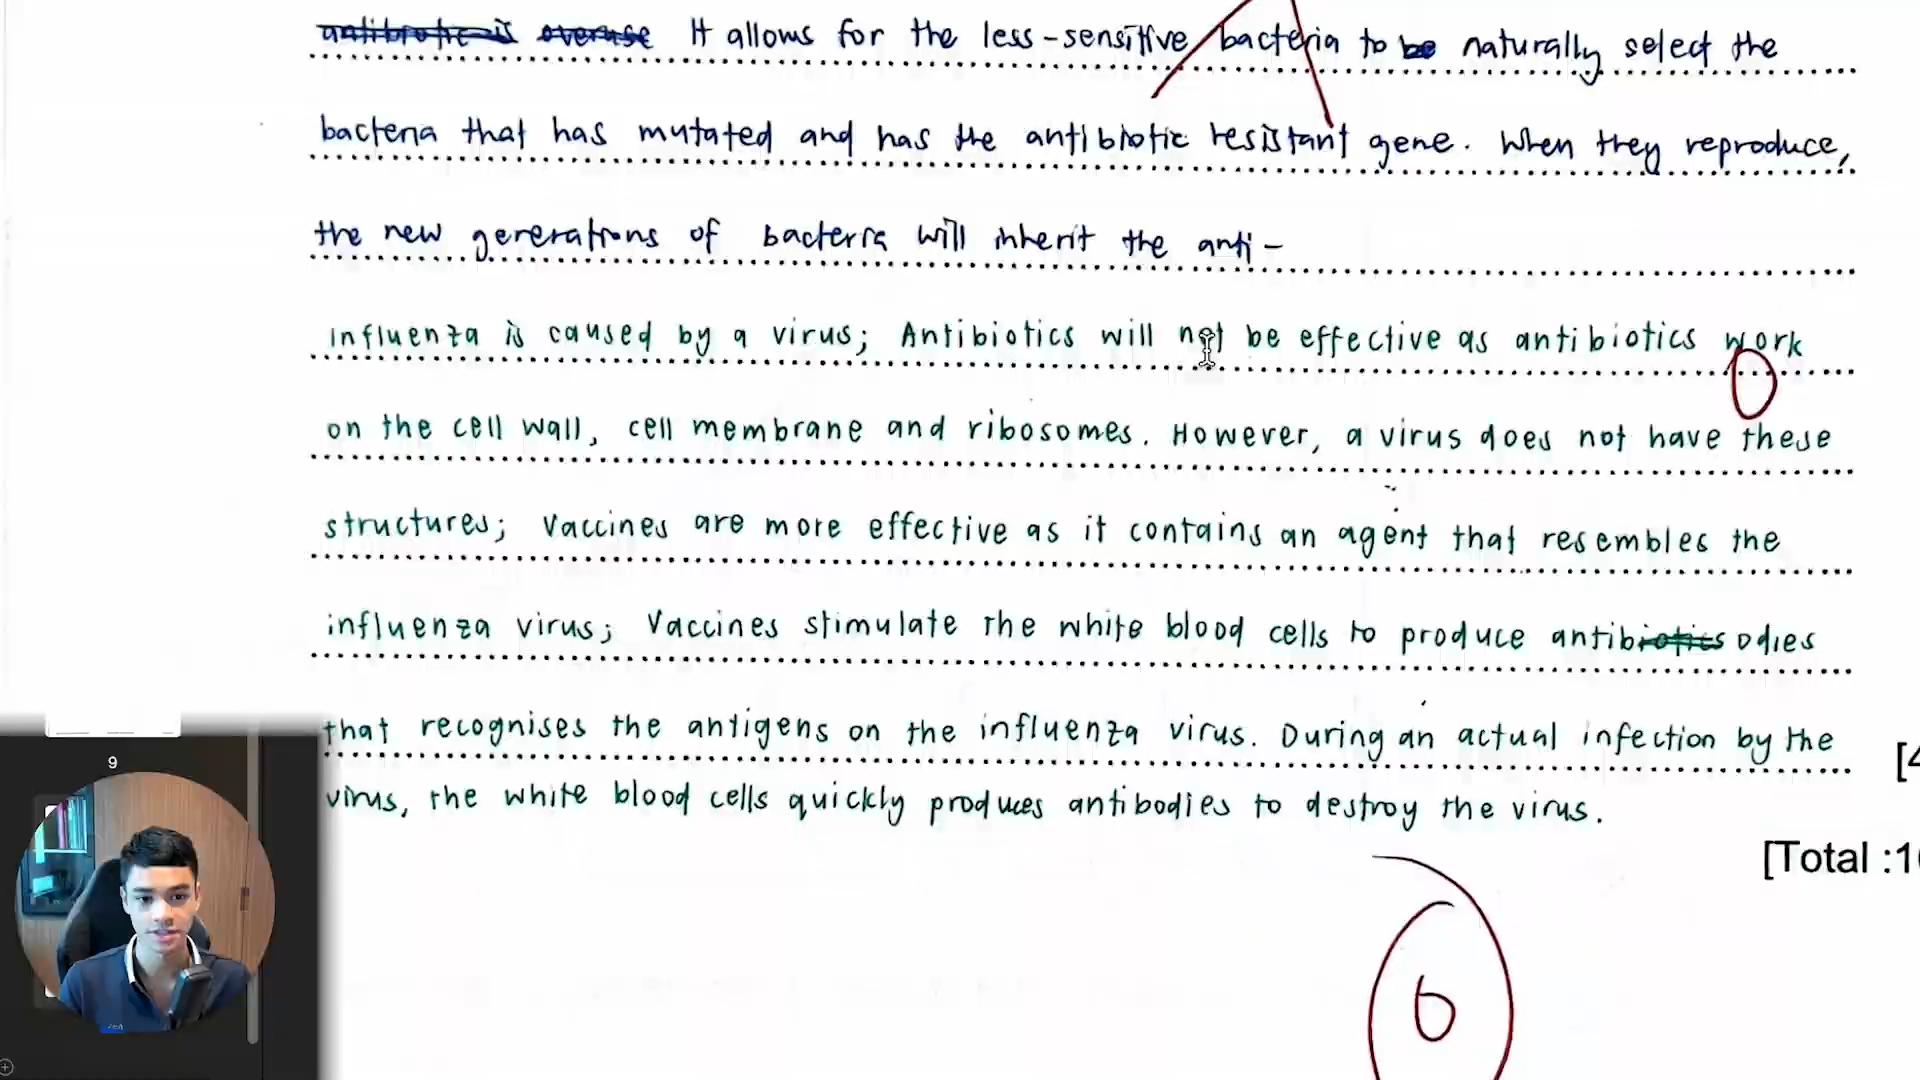 antibiotic is overuse It allows for the less-sensitive bacteria to be naturally select the
bacteria that has mutated and has the antibiotic resistant gene. When they reproduce,
the new generations of bacteria will inherit the anti-
influenza is caused by a virus; Antibiotics will not be effective as antibiotics work
on the cell wall, cell membrane and ribosomes. However, a virus does not have these
structures; Vaccines are more effective as it contains an agent that resembles the
influenza virus; Vaccines stimulate the white blood cells to produce antibiotics odies
that recognises the antigens on the influenza virus. During an actual infection by the
[4
virus, the white blood cells quickly produces antibodies to destroy the virus.
[Total :10
0
6
9